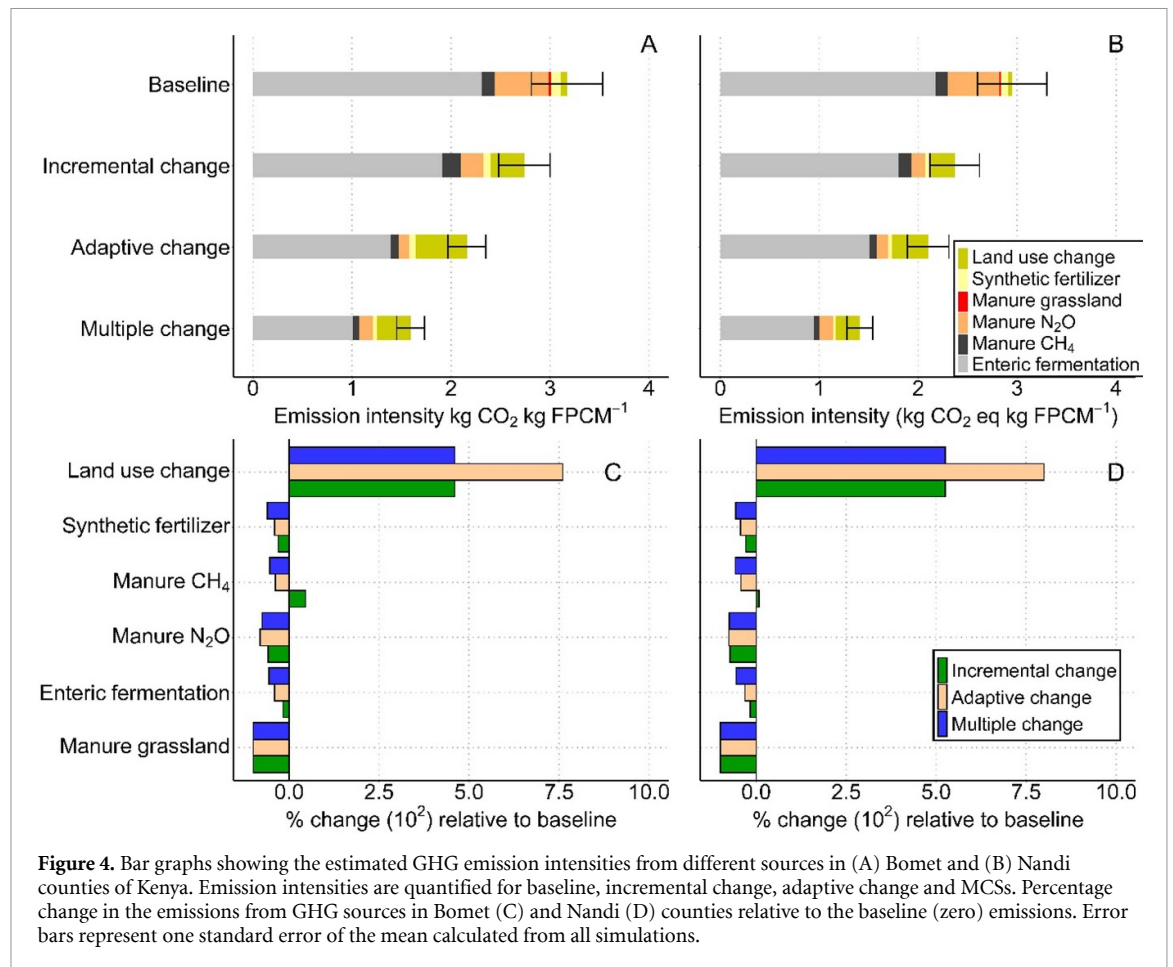 A
B
Baseline
Incremental change
Adaptive change
Multiple change
Land use change
Synthetic fertilizer
Manure grassland
Manure N₂O
Manure CH₄
Enteric fermentation
0 1 2 3 4
0 1 2 3 4
Emission intensity kg CO₂ kg FPCM⁻¹
Emission intensity (kg CO₂ eq kg FPCM⁻¹)
C
D
Land use change
Synthetic fertilizer
Manure CH₄
Manure N₂O
Enteric fermentation
Manure grassland
Incremental change
Adaptive change
Multiple change
0.0 2.5 5.0 7.5 10.0
0.0 2.5 5.0 7.5 10.0
% change (10²) relative to baseline
% change (10²) relative to baseline
Figure 4. Bar graphs showing the estimated GHG emission intensities from different sources in (A) Bomet and (B) Nandi
counties of Kenya. Emission intensities are quantified for baseline, incremental change, adaptive change and MCSs. Percentage
change in the emissions from GHG sources in Bomet (C) and Nandi (D) counties relative to the baseline (zero) emissions. Error
bars represent one standard error of the mean calculated from all simulations.